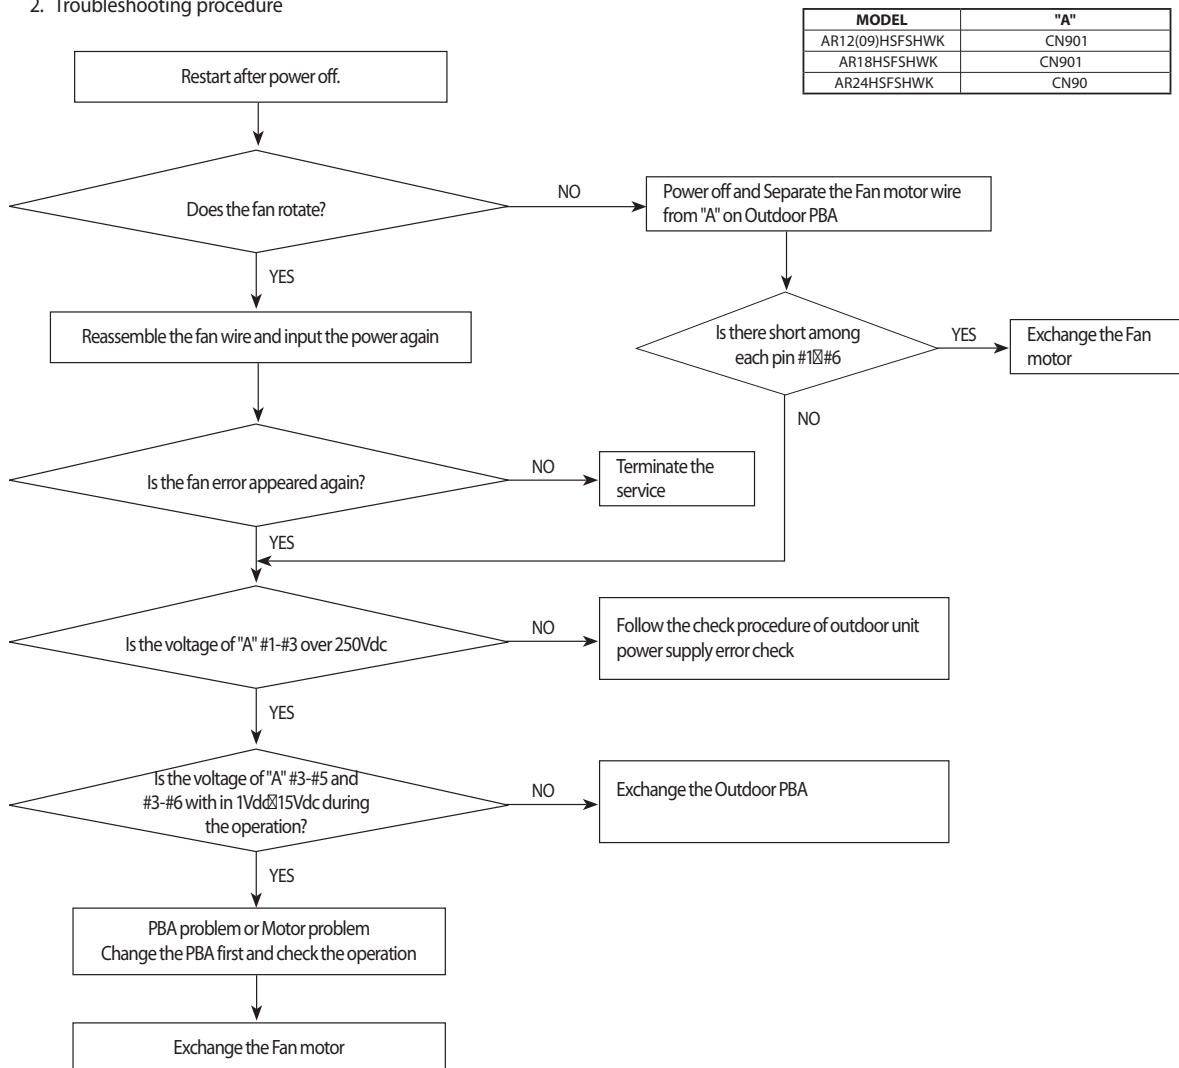 2. Troubleshooting procedure
MODEL "A"
AR12(09)HSFSHWK CN901
AR18HSFSHWK CN901
AR24HSFSHWK CN90
Restart after power off.
Does the fan rotate?
NO
Power off and Separate the Fan motor wire
from "A" on Outdoor PBA
YES
Reassemble the fan wire and input the power again
Is there short among
each pin #1☒#6
YES
Exchange the Fan
motor
NO
Is the fan error appeared again?
NO
Terminate the
service
YES
Is the voltage of "A" #1-#3 over 250Vdc
NO
Follow the check procedure of outdoor unit
power supply error check
YES
Is the voltage of "A" #3-#5 and
#3-#6 with in 1Vdc☒15Vdc during
the operation?
NO
Exchange the Outdoor PBA
YES
PBA problem or Motor problem
Change the PBA first and check the operation
Exchange the Fan motor